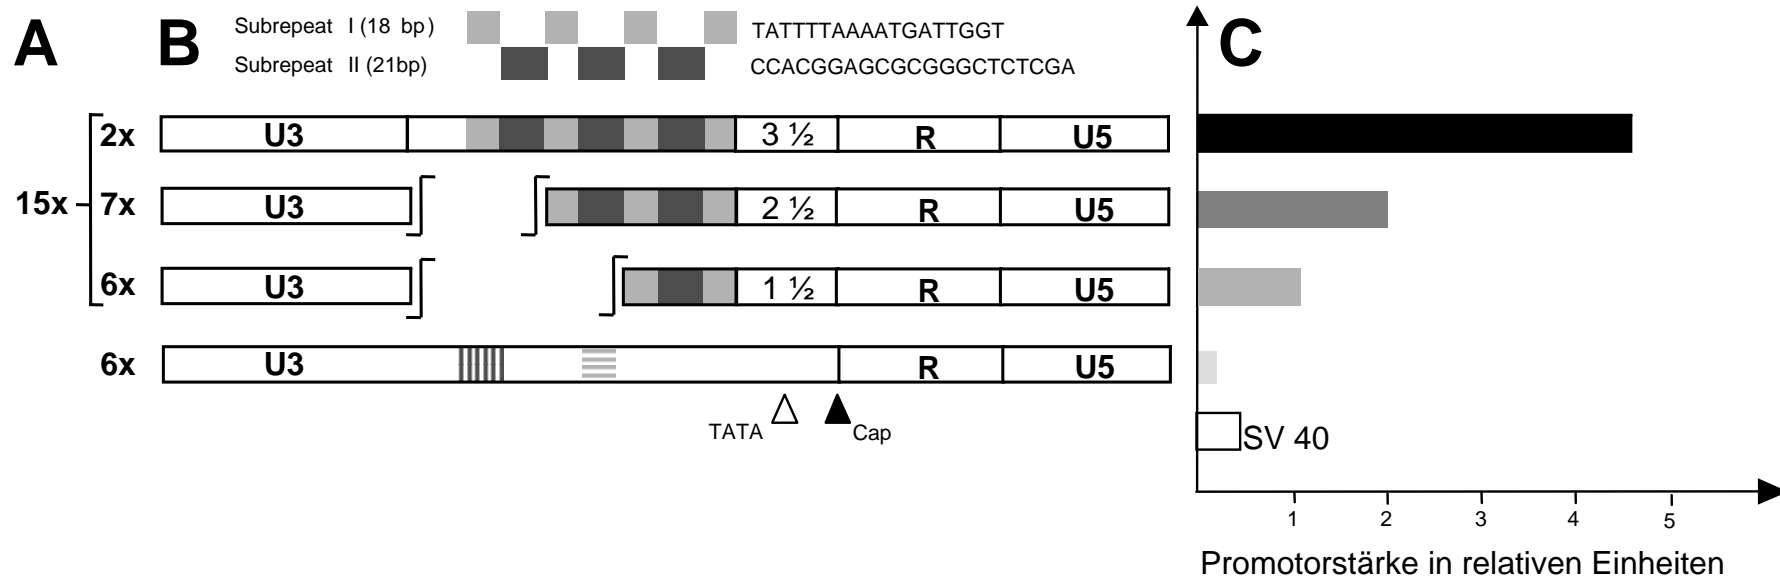 A
B
C
Subrepeat I (18 bp)
TATTTTAAAATGATTGGT
Subrepeat II (21bp)
CCACGGAGCGCGGGCTCTCGA
2x U3 3 ½ R U5
15x 7x U3 2 ½ R U5
6x U3 1 ½ R U5
6x U3 R U5
TATA Cap
SV 40
1 2 3 4 5
Promotorstärke in relativen Einheiten